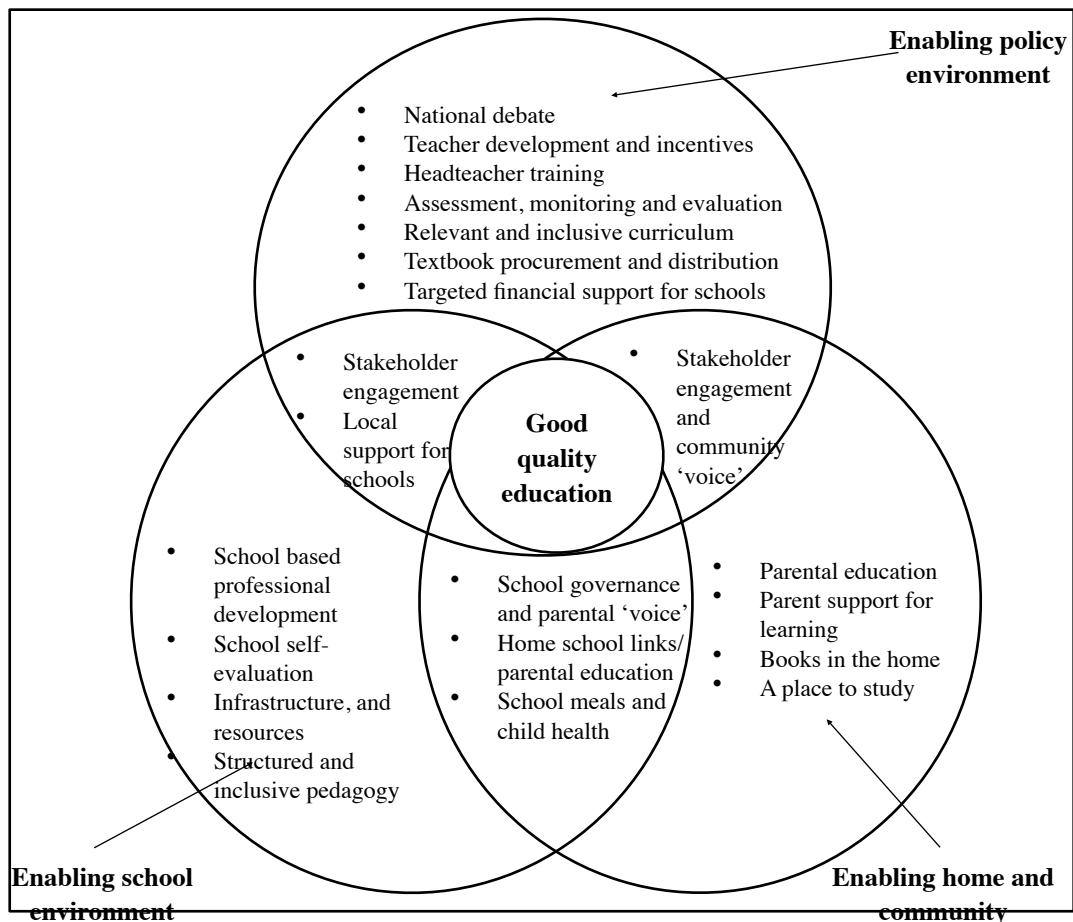 Enabling policy
environment
• National debate
• Teacher development and incentives
• Headteacher training
• Assessment, monitoring and evaluation
• Relevant and inclusive curriculum
• Textbook procurement and distribution
• Targeted financial support for schools
• Stakeholder
engagement
• Local
support for
schools
Good
quality
education
• Stakeholder
engagement
and
community
‘voice’
• School based
professional
development
• School self-
evaluation
• Infrastructure, and
resources
• Structured and
inclusive pedagogy
• School governance
and parental ‘voice’
• Home school links/
parental education
• School meals and
child health
• Parental education
• Parent support for
learning
• Books in the home
• A place to study
Enabling school
environment
Enabling home and
community